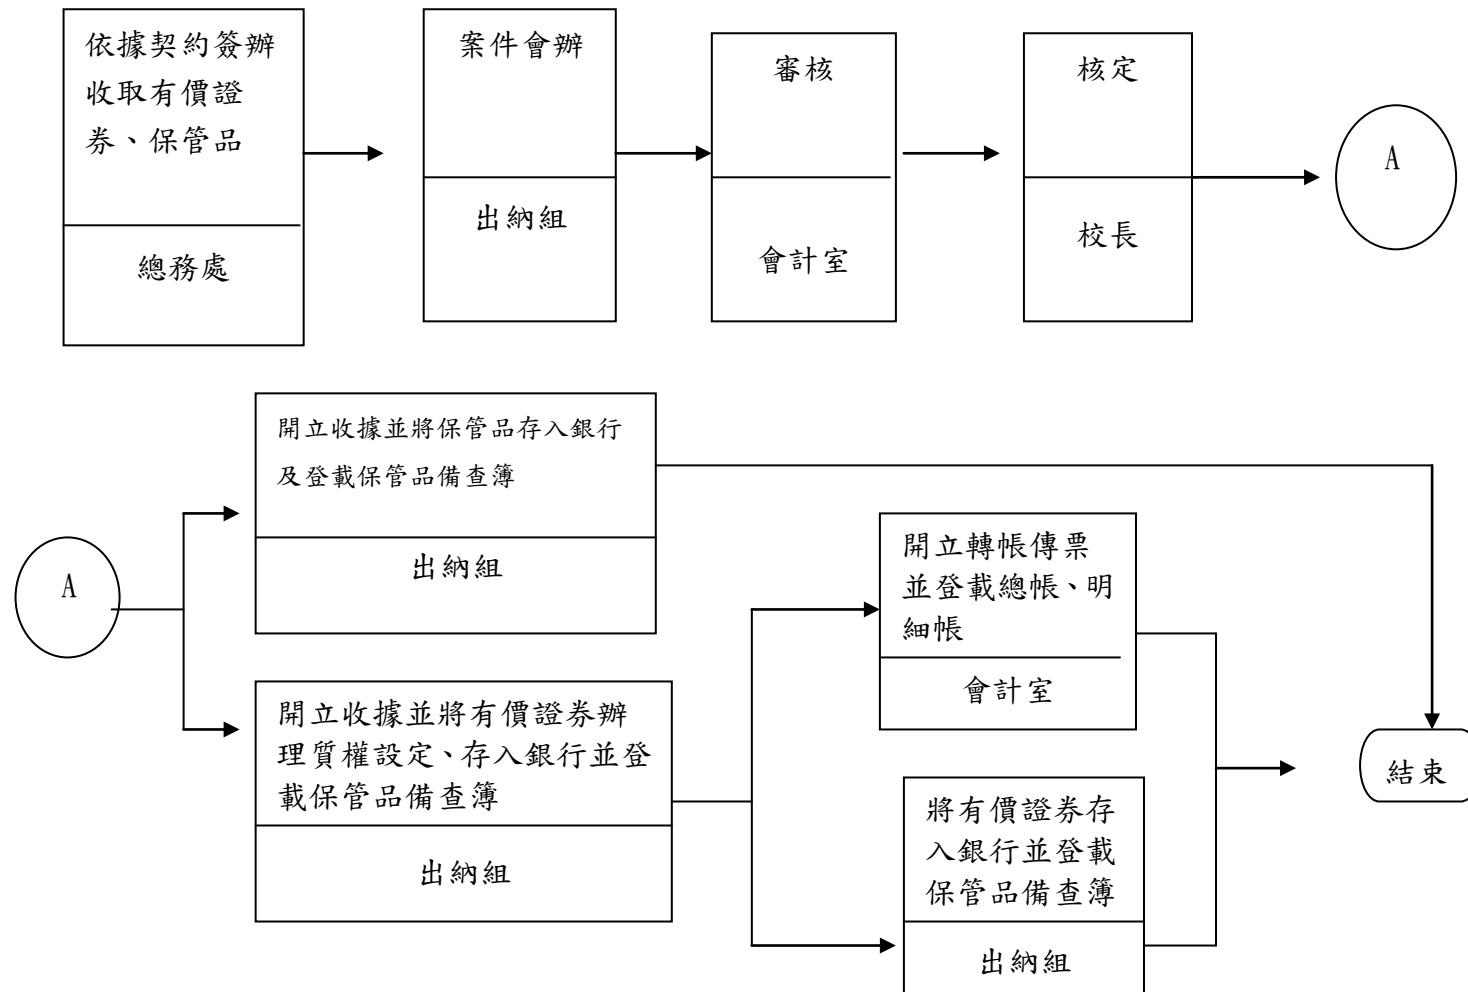 依據契約簽辦
收取有價證
券、保管品
總務處
案件會辦
出納組
審核
會計室
核定
校長
A
開立收據並將保管品存入銀行
及登載保管品備查簿
出納組
A
開立收據並將有價證券辦
理質權設定、存入銀行並登
載保管品備查簿
出納組
開立轉帳傳票
並登載總帳、明
細帳
會計室
將有價證券存
入銀行並登載
保管品備查簿
出納組
結束